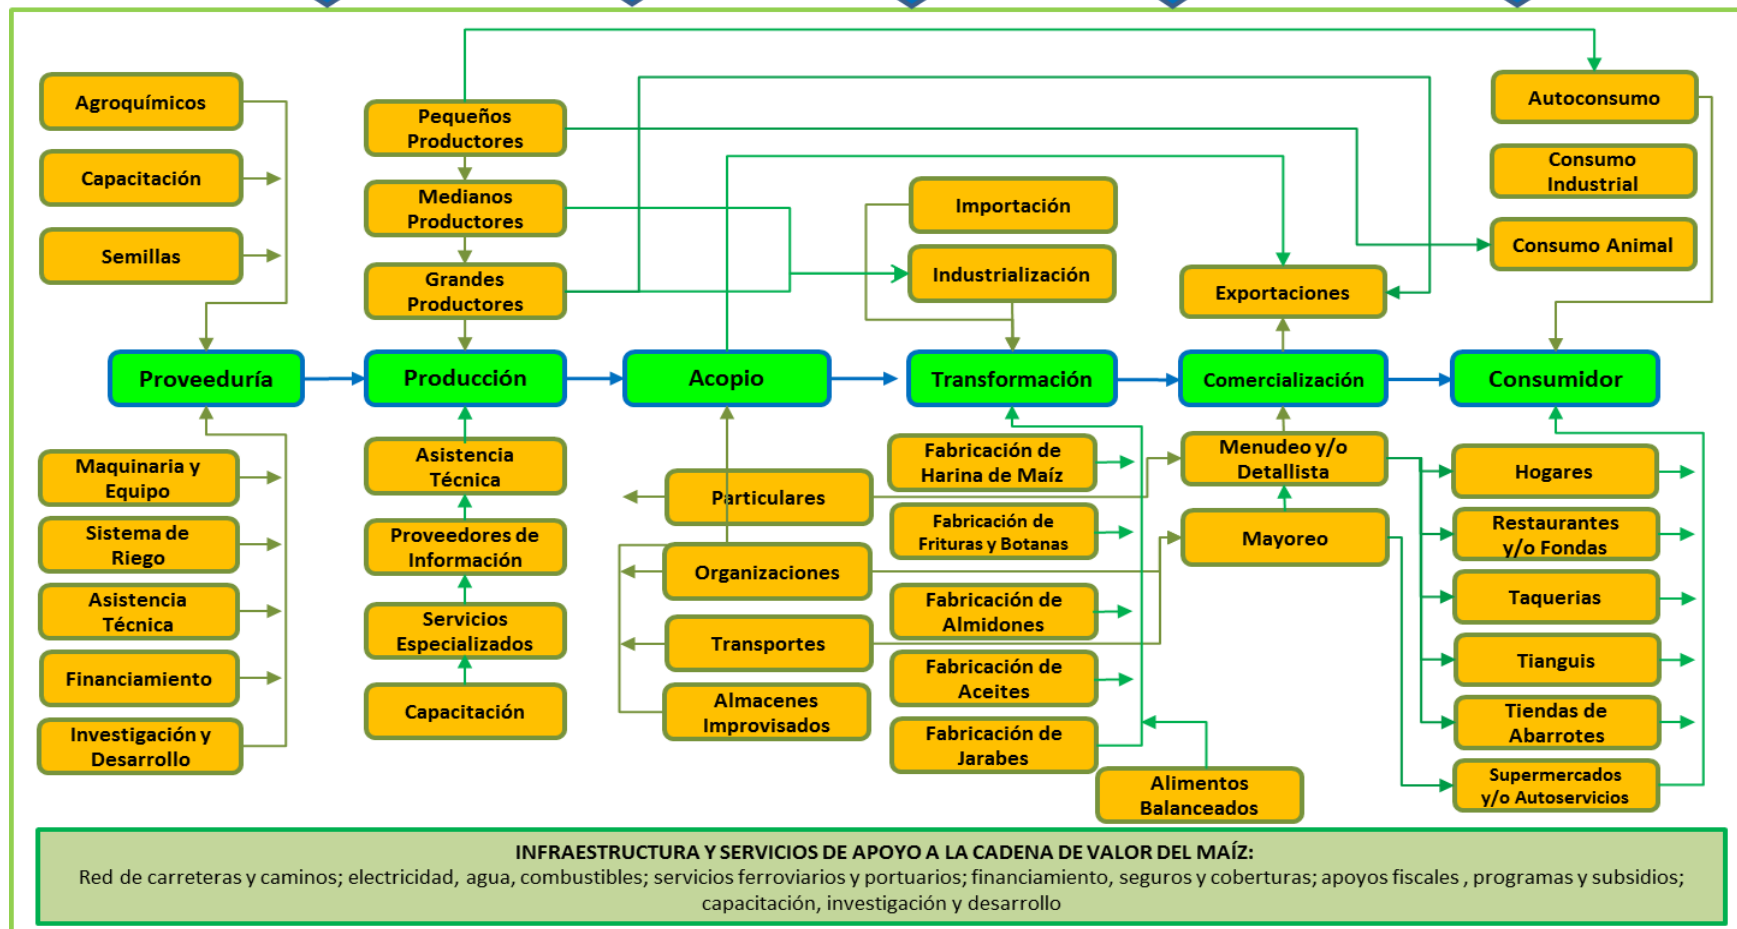 Agroquímicos
Capacitación
Semillas
Pequeños
Productores
Medianos
Productores
Grandes
Productores
Importación
Industrialización
Exportaciones
Autoconsumo
Consumo
Industrial
Consumo Animal
Proveeduría
Producción
Acopio
Transformación
Comercialización
Consumidor
Maquinaria y
Equipo
Sistema de
Riego
Asistencia
Técnica
Financiamiento
Investigación y
Desarrollo
Asistencia
Técnica
Proveedores de
Información
Servicios
Especializados
Capacitación
Particulares
Organizaciones
Transportes
Almacenes
Improvisados
Fabricación de
Harina de Maíz
Fabricación de
Frituras y Botanas
Fabricación de
Almidones
Fabricación de
Aceites
Fabricación de
Jarabes
Alimentos
Balanceados
Menudeo y/o
Detallista
Mayoreo
Hogares
Restaurantes
y/o Fondas
Taquerias
Tianguis
Tiendas de
Abarrotes
Supermercados
y/o Autoservicios
INFRAESTRUCTURA Y SERVICIOS DE APOYO A LA CADENA DE VALOR DEL MAÍZ:
Red de carreteras y caminos; electricidad, agua, combustibles; servicios ferroviarios y portuarios; financiamiento, seguros y coberturas; apoyos fiscales , programas y subsidios;
capacitación, investigación y desarrollo